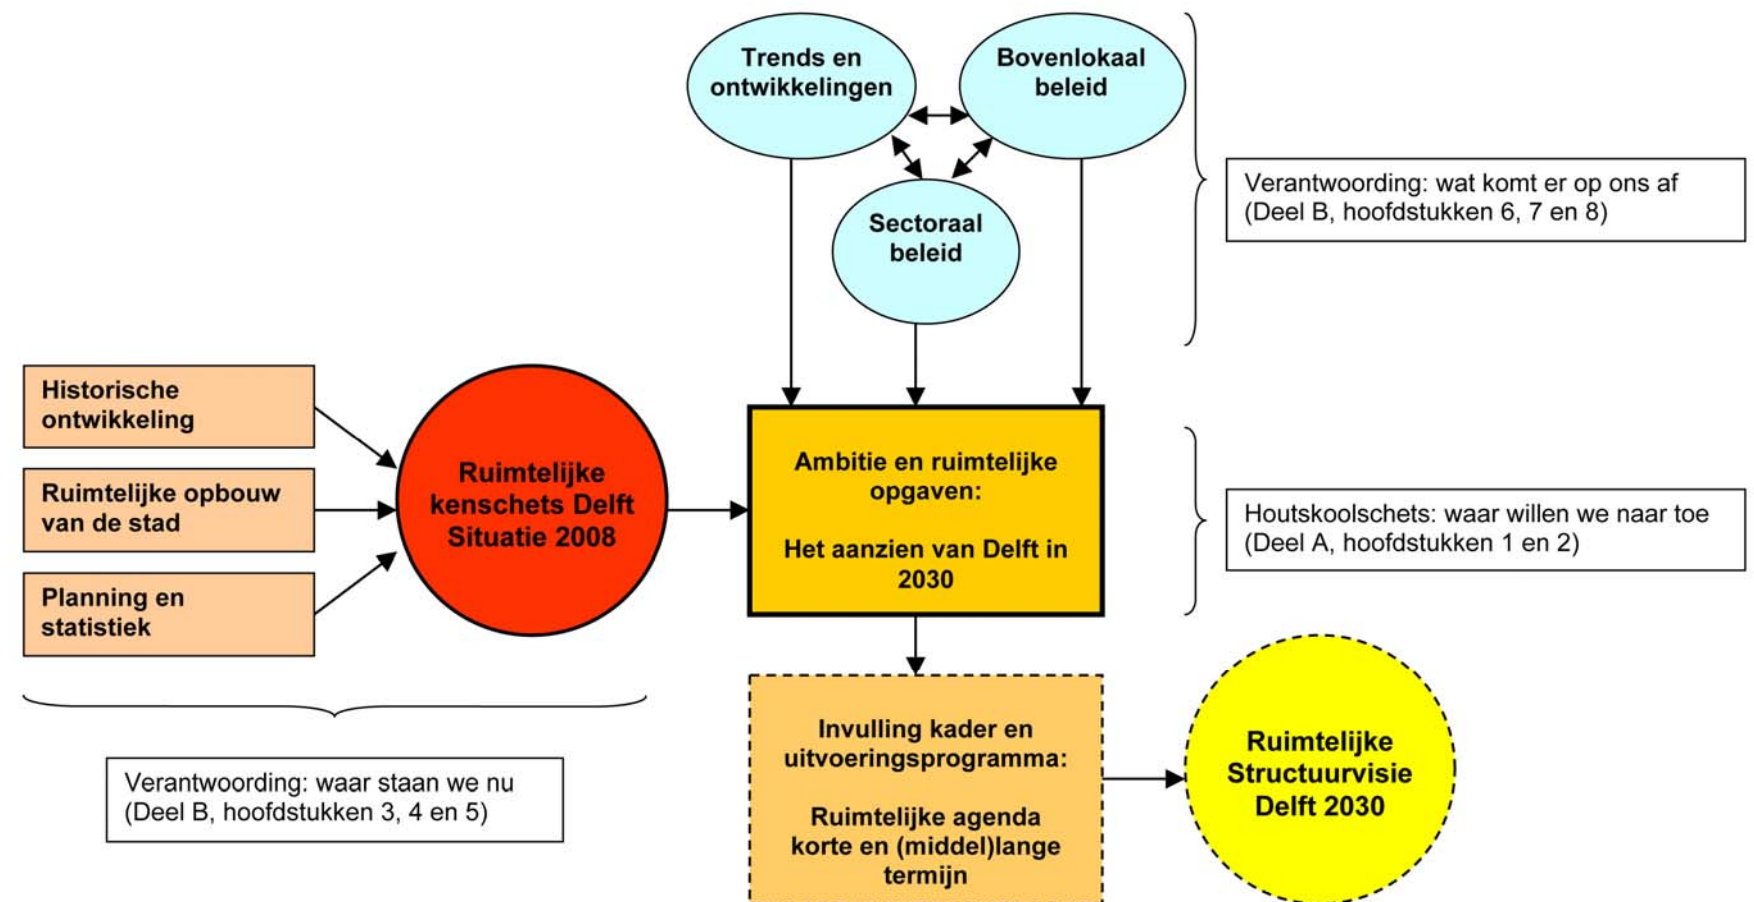 Trends en
ontwikkelingen
Bovenlokaal
beleid
Sectoraal
beleid
Verantwoording: wat komt er op ons af
(Deel B, hoofdstukken 6, 7 en 8)
Historische
ontwikkeling
Ruimtelijke opbouw
van de stad
Planning en
statistiek
Ruimtelijke
kenschets Delft
Situatie 2008
Ambitie en ruimtelijke
opgaven:
Het aanzien van Delft in
2030
Houtskoolschets: waar willen we naar toe
(Deel A, hoofdstukken 1 en 2)
Verantwoording: waar staan we nu
(Deel B, hoofdstukken 3, 4 en 5)
Invulling kader en
uitvoeringsprogramma:
Ruimtelijke agenda
korte en (middel)lange
termijn
Ruimtelijke
Structuurvisie
Delft 2030